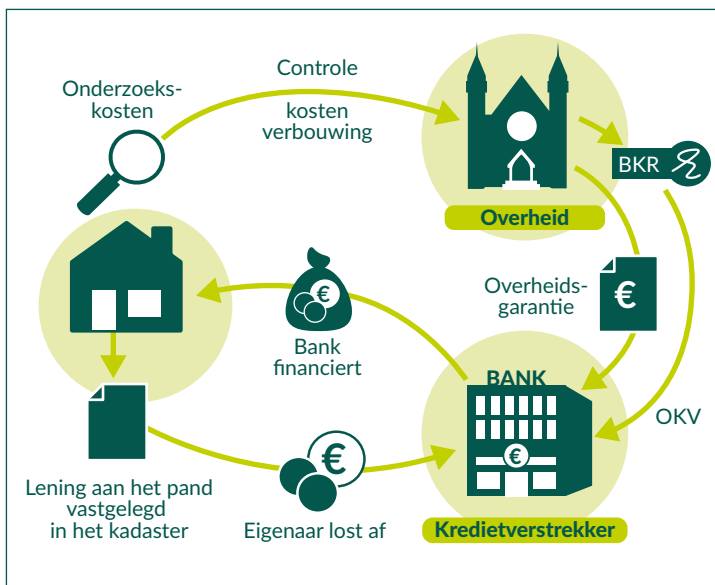 Onderzoeks-
kosten
Controle
kosten
verbouwing
BKR
Overheid
Overheids-
garantie
€
€
Bank
financiert
BANK
€
OKV
€
Lening aan het pand
vastgelegd
in het kadaster
Eigenaar lost af
Kredietverstrekker